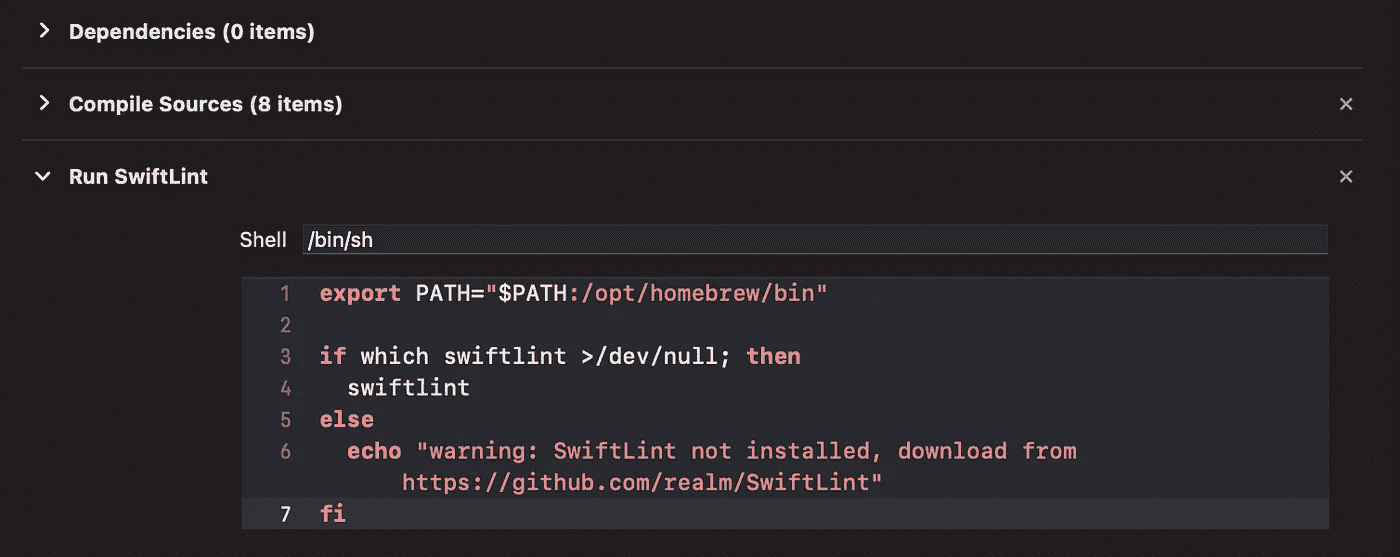 Dependencies (0 items)
Compile Sources (8 items)
Run SwiftLint
Shell /bin/sh
1 export PATH="$PATH:/opt/homebrew/bin"
2
3 if which swiftlint >/dev/null; then
4 swiftlint
5 else
6 echo "warning: SwiftLint not installed, download from
https://github.com/realm/SwiftLint"
7 fi